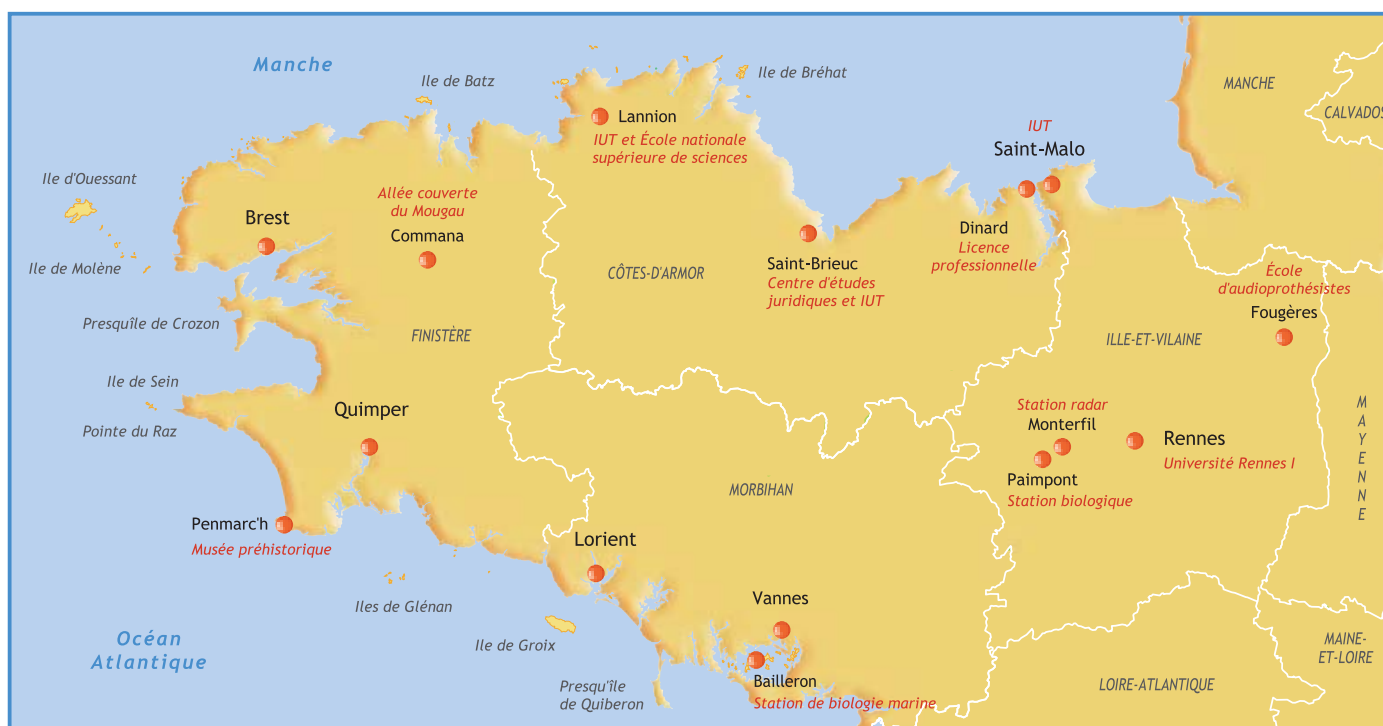 Manche
Ile de Batz
Ile de Bréhat
MANCHE
CALVADOS
Lannion
IUT et École nationale
supérieure de sciences
IUT
Saint-Malo
Ile d'Ouessant
Allée couverte
du Mougau
Commana
Brest
Ile de Molène
Dinard
Licence
professionnelle
Saint-Brieuc
Centre d'études
juridiques et IUT
CÔTES-D'ARMOR
École
d'audioprothésistes
Fougères
Presquîle de Crozon
FINISTÈRE
ILLE-ET-VILAINE
Ile de Sein
Pointe du Raz
Quimper
Station radar
Monterfil
Rennes
Université Rennes I
Paimpont
Station biologique
MAYENNE
MORBIHAN
Penmarc'h
Musée préhistorique
Lorient
Iles de Glénan
Vannes
Ile de Groix
Océan
Atlantique
MAINE-
ET-LOIRE
Bailleron
Station de biologie marine
Presqu'île
de Quiberon
LOIRE-ATLANTIQUE